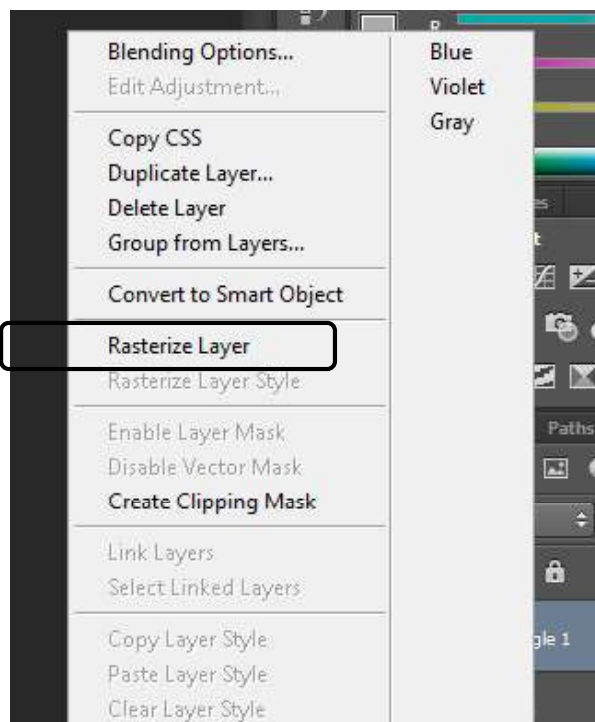 Blending Options...
Edit Adjustment...
Copy CSS
Duplicate Layer...
Delete Layer
Group from Layers...
Convert to Smart Object
Rasterize Layer
Rasterize Layer Style
Enable Layer Mask
Disable Vector Mask
Create Clipping Mask
Link Layers
Select Linked Layers
Copy Layer Style
Paste Layer Style
Clear Layer Style
Blue
Violet
Gray
Paths
gle 1